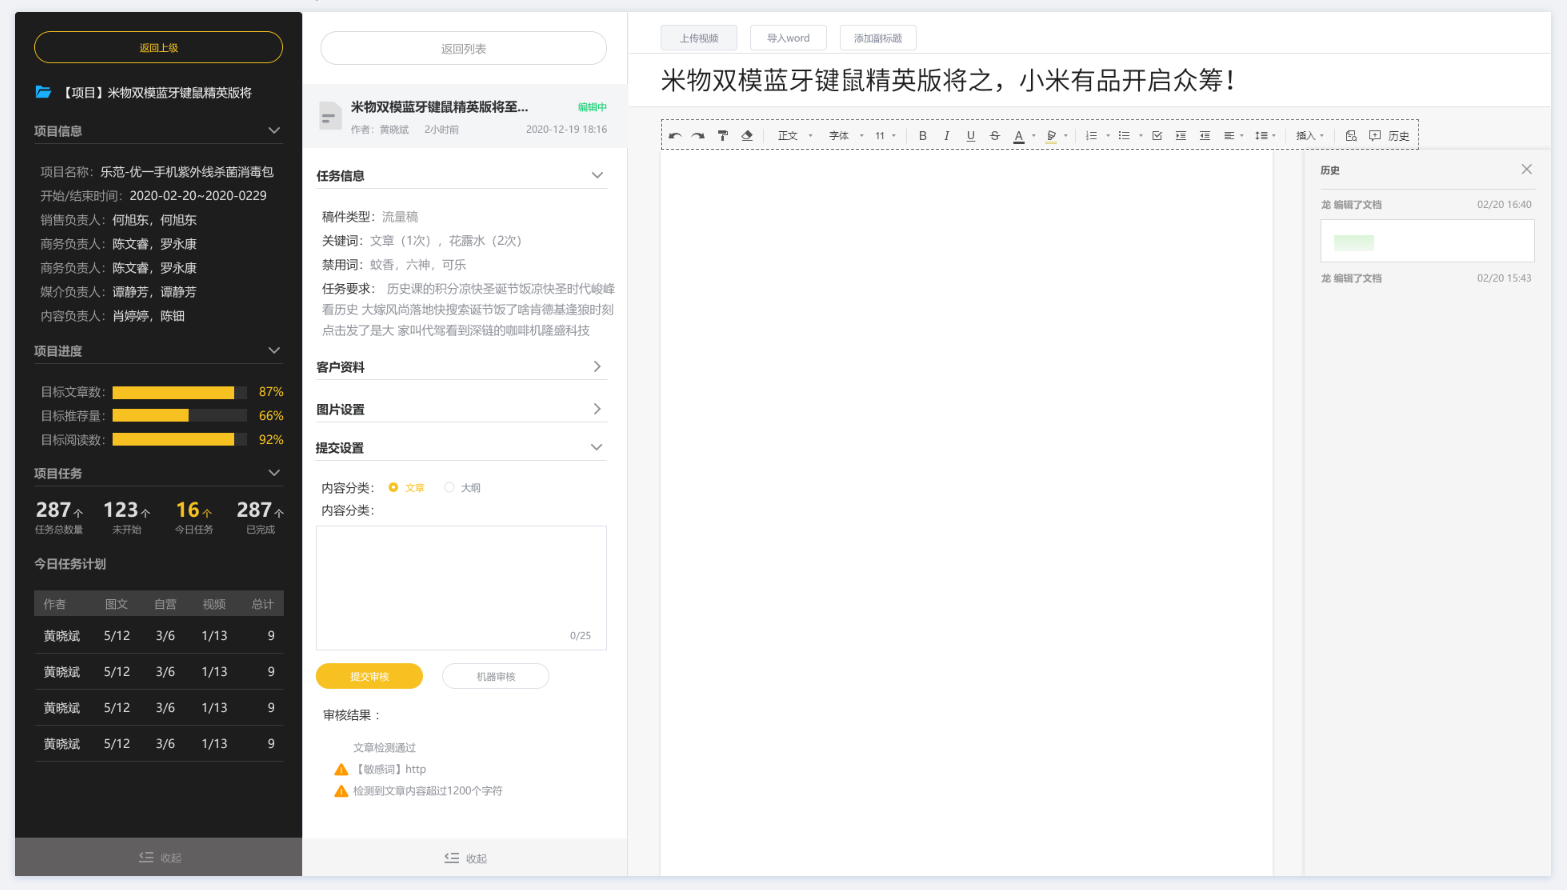 返回上级
【项目】米物双模蓝牙键鼠精英版将
项目信息
项目名称：乐范-优一手机紫外线杀菌消毒包
开始/结束时间：2020-02-20~2020-0229
销售负责人：何旭东，何旭东
商务负责人：陈文睿，罗永康
商务负责人：陈文睿，罗永康
媒介负责人：谭静芳，谭静芳
内容负责人：肖婷婷，陈钿
项目进度
目标文章数： 87%
目标推荐量： 66%
目标阅读数： 92%
项目任务
287个 123个 16个 287个
任务总数量 未开始 今日任务 已完成
今日任务计划
作者 图文 自营 视频 总计
黄晓斌 5/12 3/6 1/13 9
黄晓斌 5/12 3/6 1/13 9
黄晓斌 5/12 3/6 1/13 9
黄晓斌 5/12 3/6 1/13 9
收起
返回列表
米物双模蓝牙键鼠精英版将至... 编辑中
作者：黄晓斌 2小时前 2020-12-19 18:16
任务信息
稿件类型：流量稿
关键词：文章（1次），花露水（2次）
禁用词：蚊香，六神，可乐
任务要求： 历史课的积分凉快圣诞节饭凉快圣时代峻峰
看历史 大嫁风尚落地快搜索诞节饭了啥肯德基逢狼时刻
点击发了是大 家叫代驾看到深链的咖啡机隆盛科技
客户资料
图片设置
提交设置
内容分类： 文章 大纲
内容分类：
0/25
提交审核 机器审核
审核结果 ：
文章检测通过
【敏感词】http
检测到文章内容超过1200个字符
收起
上传视频 导入word 添加副标题
米物双模蓝牙键鼠精英版将之，小米有品开启众筹！
正文 字体 11 B I U S A 插入 历史
历史
龙 编辑了文档 02/20 16:40
龙 编辑了文档 02/20 15:43